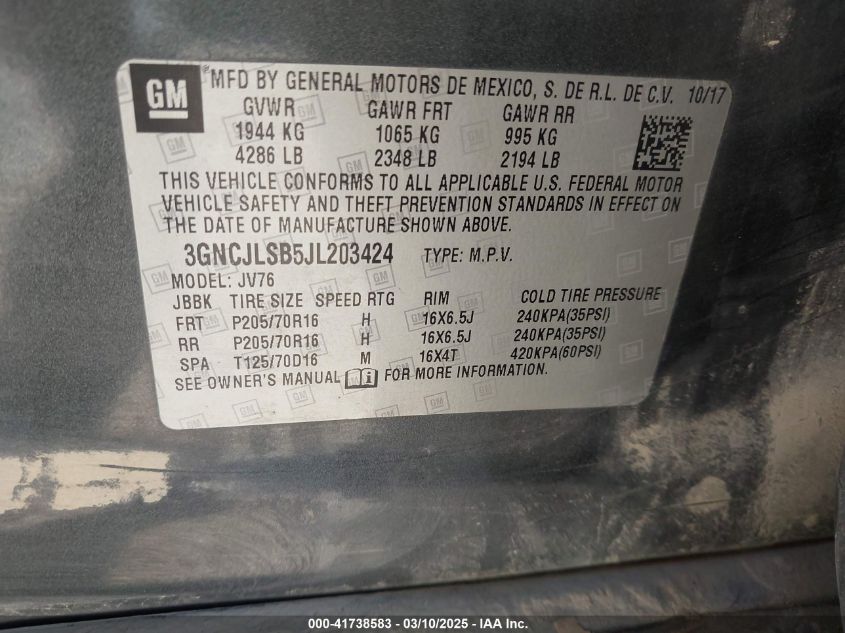 GM ® MFD BY GENERAL MOTORS DE MEXICO, S. DE R.L. DE C.V. 10/17
GVWR GAWR FRT GAWR RR
1944 KG 1065 KG 995 KG
4286 LB 2348 LB 2194 LB
THIS VEHICLE CONFORMS TO ALL APPLICABLE U.S. FEDERAL MOTOR
VEHICLE SAFETY AND THEFT PREVENTION STANDARDS IN EFFECT ON
THE DATE OF MANUFACTURE SHOWN ABOVE.
3GNCJLSB5JL203424 TYPE: M.P.V.
MODEL: JV76
JBBK TIRE SIZE SPEED RTG RIM COLD TIRE PRESSURE
FRT P205/70R16 H 16X6.5J 240KPA(35PSI)
RR P205/70R16 H 16X6.5J 240KPA(35PSI)
SPA T125/70D16 M 16X4T 420KPA(60PSI)
SEE OWNER'S MANUAL FOR MORE INFORMATION.
000-41738583 — 03/10/2025 — IAA Inc.